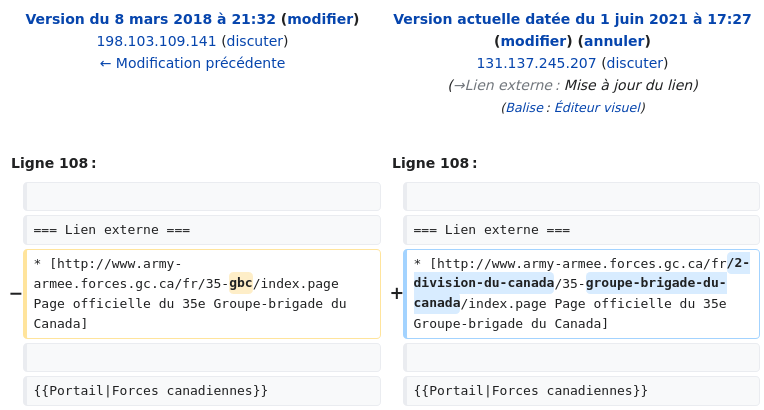 Version du 8 mars 2018 à 21:32 (modifier)
198.103.109.141 (discuter)
← Modification précédente
Version actuelle datée du 1 juin 2021 à 17:27
(modifier) (annuler)
131.137.245.207 (discuter)
(→Lien externe : Mise à jour du lien)
(Balise : Éditeur visuel)
Ligne 108 :
=== Lien externe ===
− * [http://www.army-
armee.forces.gc.ca/fr/35-gbc/index.page
Page officielle du 35e Groupe-brigade du
Canada]
{{Portail|Forces canadiennes}}
Ligne 108 :
=== Lien externe ===
+ * [http://www.army-armee.forces.gc.ca/fr/2-
division-du-canada/35-groupe-brigade-du-
canada/index.page Page officielle du 35e
Groupe-brigade du Canada]
{{Portail|Forces canadiennes}}